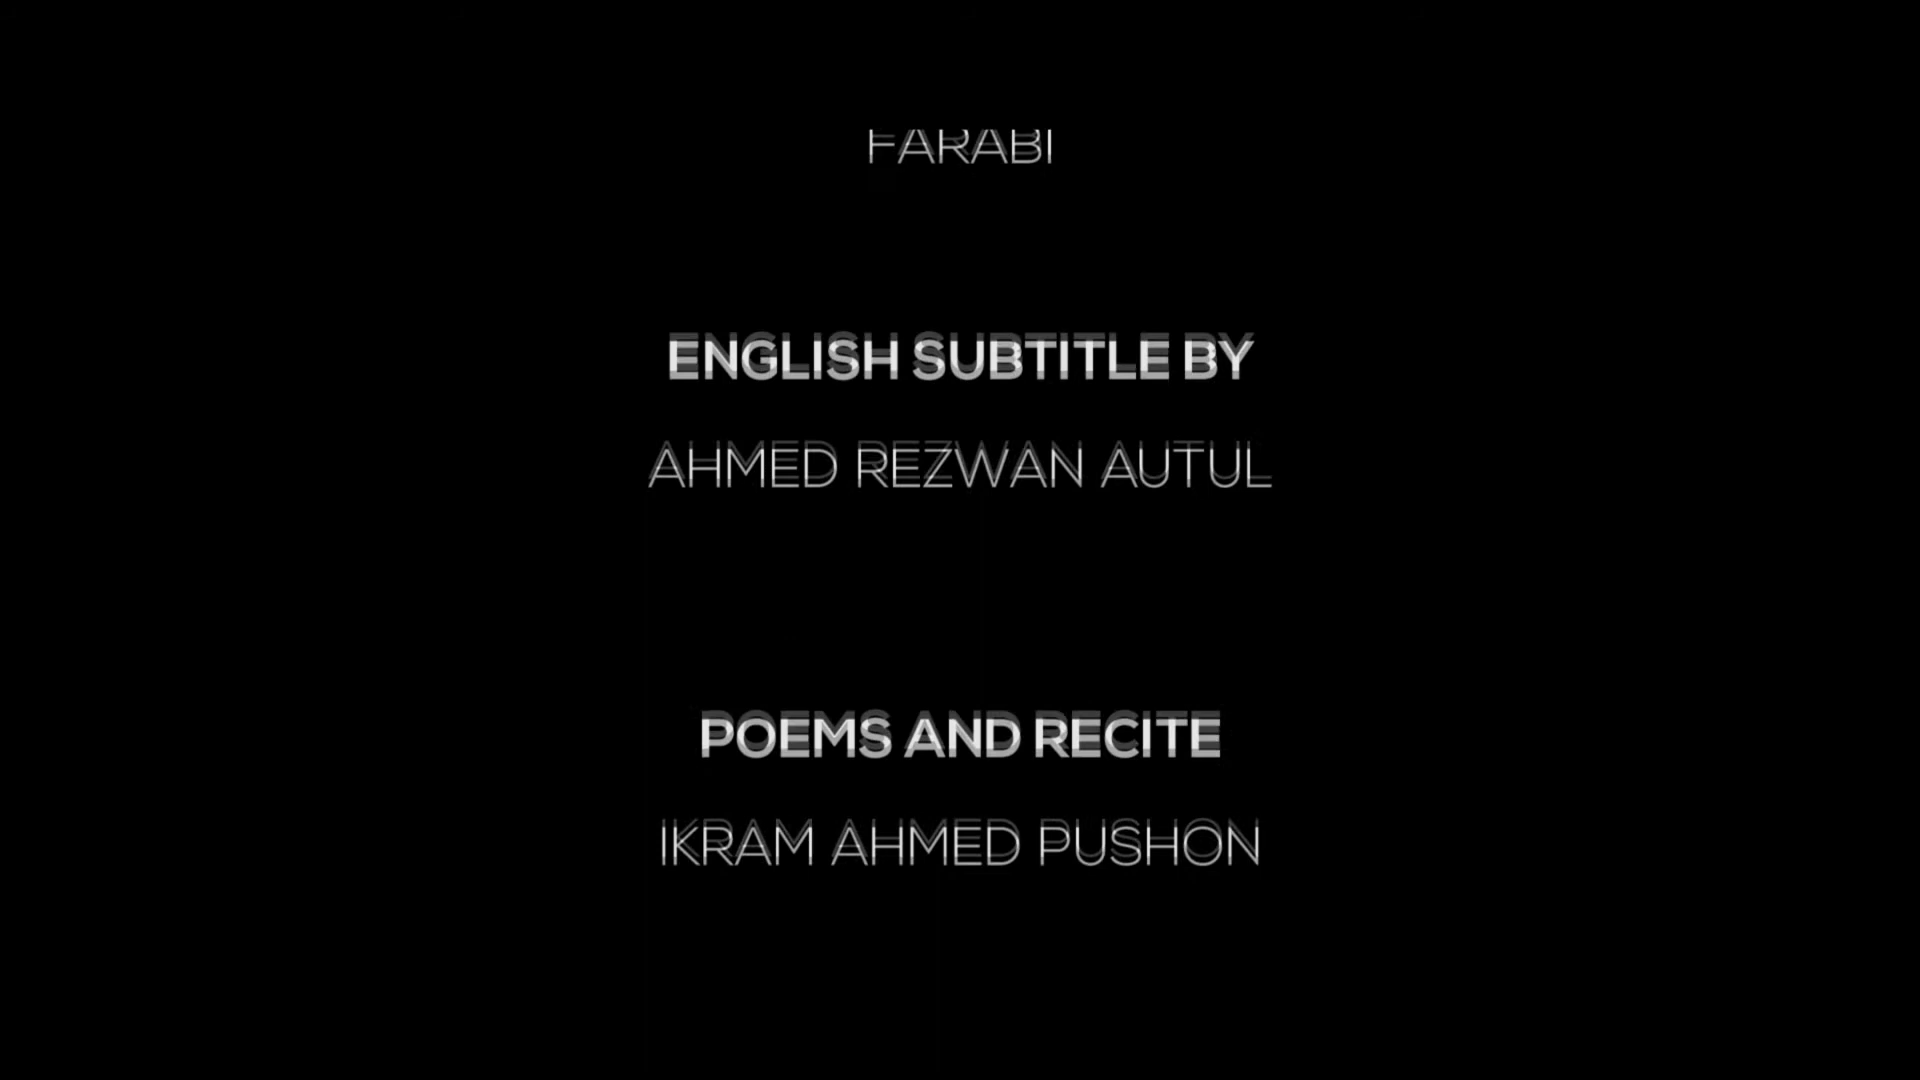 FARABI
ENGLISH SUBTITLE BY
AHMED REZWAN AUTUL
POEMS AND RECITE
IKRAM AHMED PUSHON